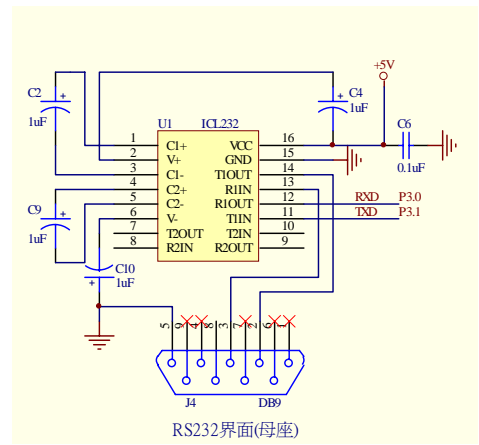 +5V
C2
+
1uF
+
C4
1uF
U1
ICL232
C6
0.1uF
1
C1+
VCC
16
2
V+
GND
15
3
C1-
T1OUT
14
4
C2+
R1IN
13
5
C2-
R1OUT
12
RXD
P3.0
6
V-
T1IN
11
TXD
P3.1
7
T2OUT
T2IN
10
8
R2IN
R2OUT
9
C9
+
1uF
C10
+
1uF
5
9
4
8
3
7
2
6
1
J4
DB9
RS232界面(母座)